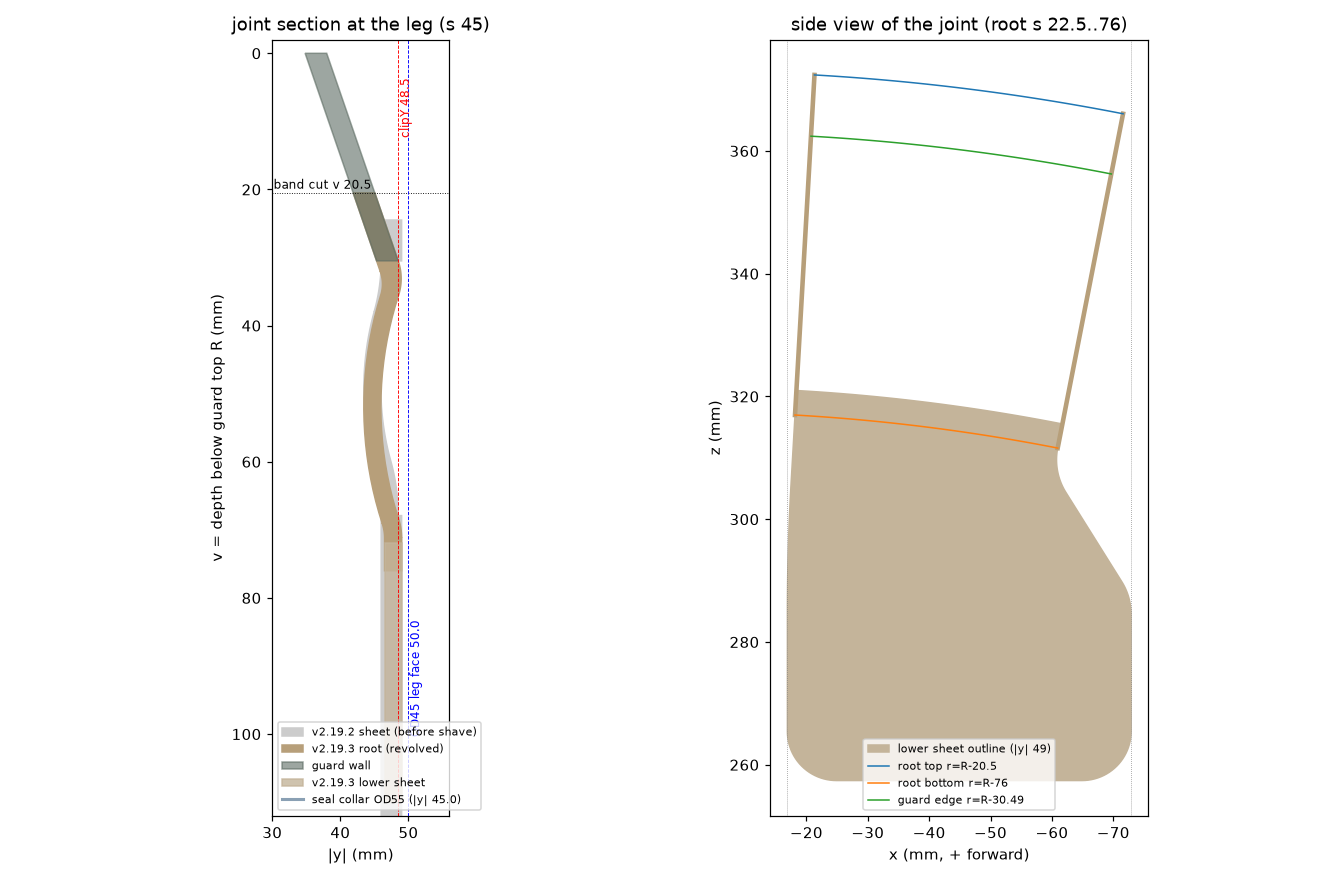 joint section at the leg (s 45)
0
20
40
60
80
100
30
40
50
v = depth below guard top R (mm)
|y| (mm)
clipY 48.5
band cut v 20.5
leg face 50.0
v2.19.2 sheet (before shave)
v2.19.3 root (revolved)
guard wall
v2.19.3 lower sheet
seal collar OD55 (|y| 45.0)
side view of the joint (root s 22.5..76)
360
340
320
300
280
260
−20
−30
−40
−50
−60
−70
z (mm)
x (mm, + forward)
lower sheet outline (|y| 49)
root top r=R-20.5
root bottom r=R-76
guard edge r=R-30.49